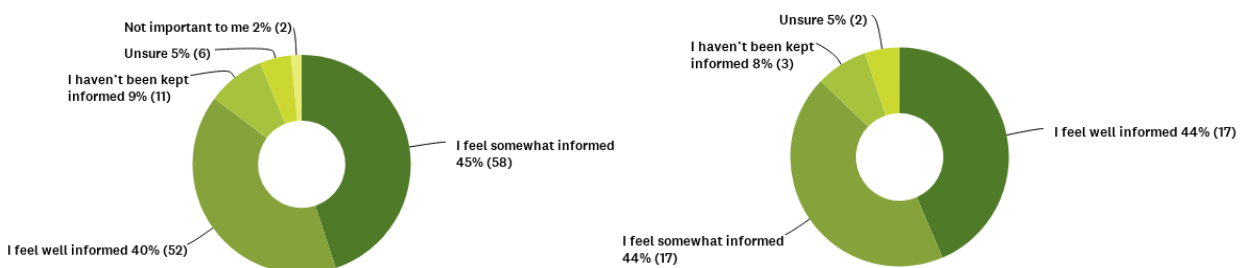 Not important to me 2% (2)
Unsure 5% (6)
I haven't been kept
informed 9% (11)
I feel somewhat informed
45% (58)
I feel well informed 40% (52)
Unsure 5% (2)
I haven't been kept
informed 8% (3)
I feel well informed 44% (17)
I feel somewhat informed
44% (17)